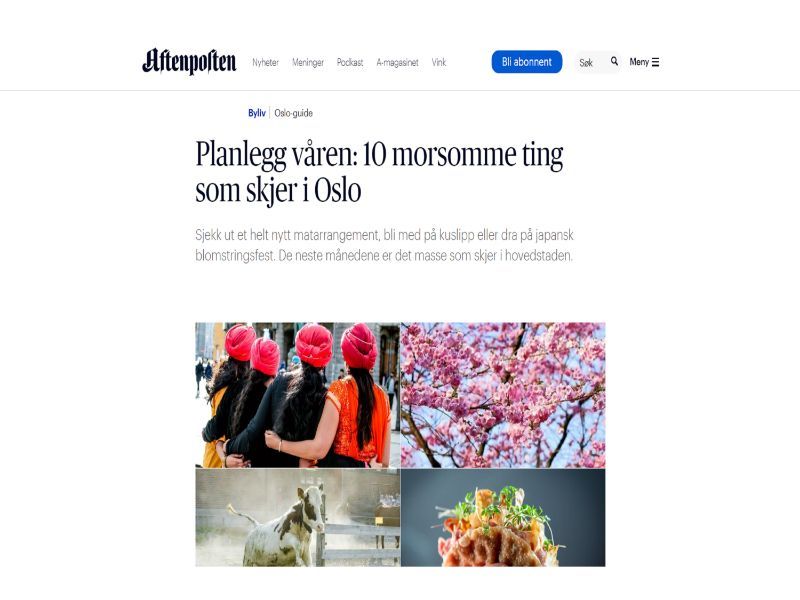 Aftenposten
Nyheter Meninger Podkast A-magasinet Vink
Bli abonnent
Søk
Meny
Byliv Oslo-guide
Planlegg våren: 10 morsomme ting
som skjer i Oslo
Sjekk ut et helt nytt matarrangement, bli med på kuslipp eller dra på japansk
blomstringsfest. De neste månedene er det masse som skjer i hovedstaden.